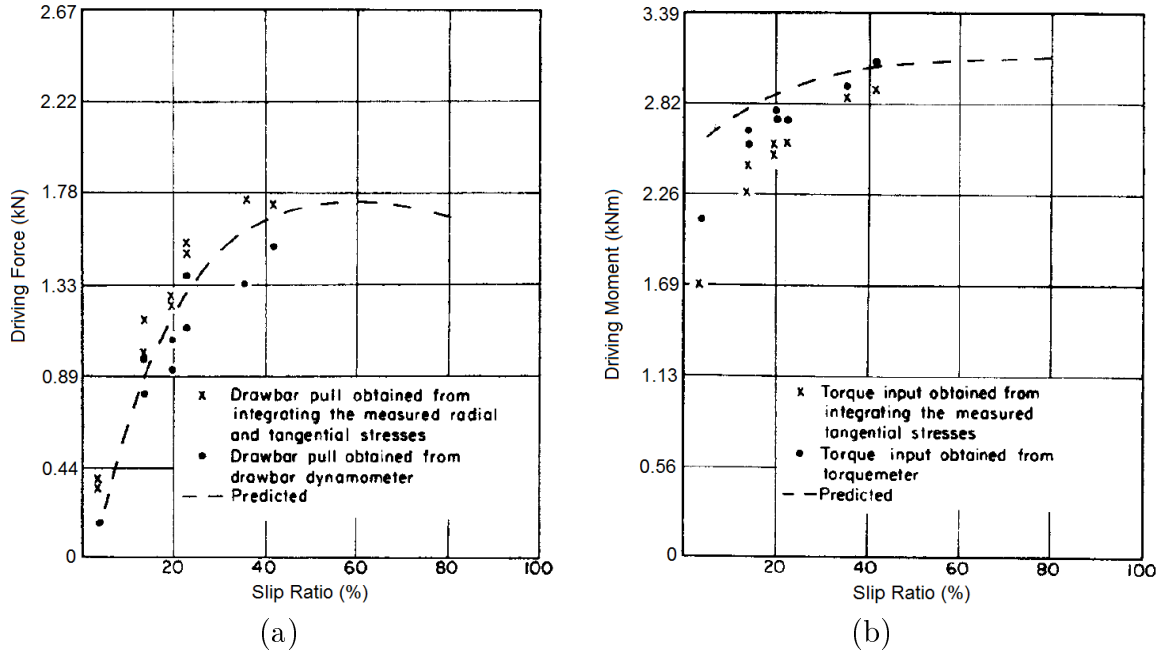 2.67
2.22
1.78
1.33
0.89
0.44
0
Driving Force (kN)
x Drawbar pull obtained from
integrating the measured radial
and tangential stresses
• Drawbar pull obtained from
drawbar dynamometer
— — Predicted
20 40 60 80 100
Slip Ratio (%)
(a)
3.39
2.82
2.26
1.69
1.13
0.56
0
Driving Moment (kNm)
x Torque input obtained from
integrating the measured
tangential stresses
• Torque input obtained from
torquemeter
— — Predicted
20 40 60 80 100
Slip Ratio (%)
(b)